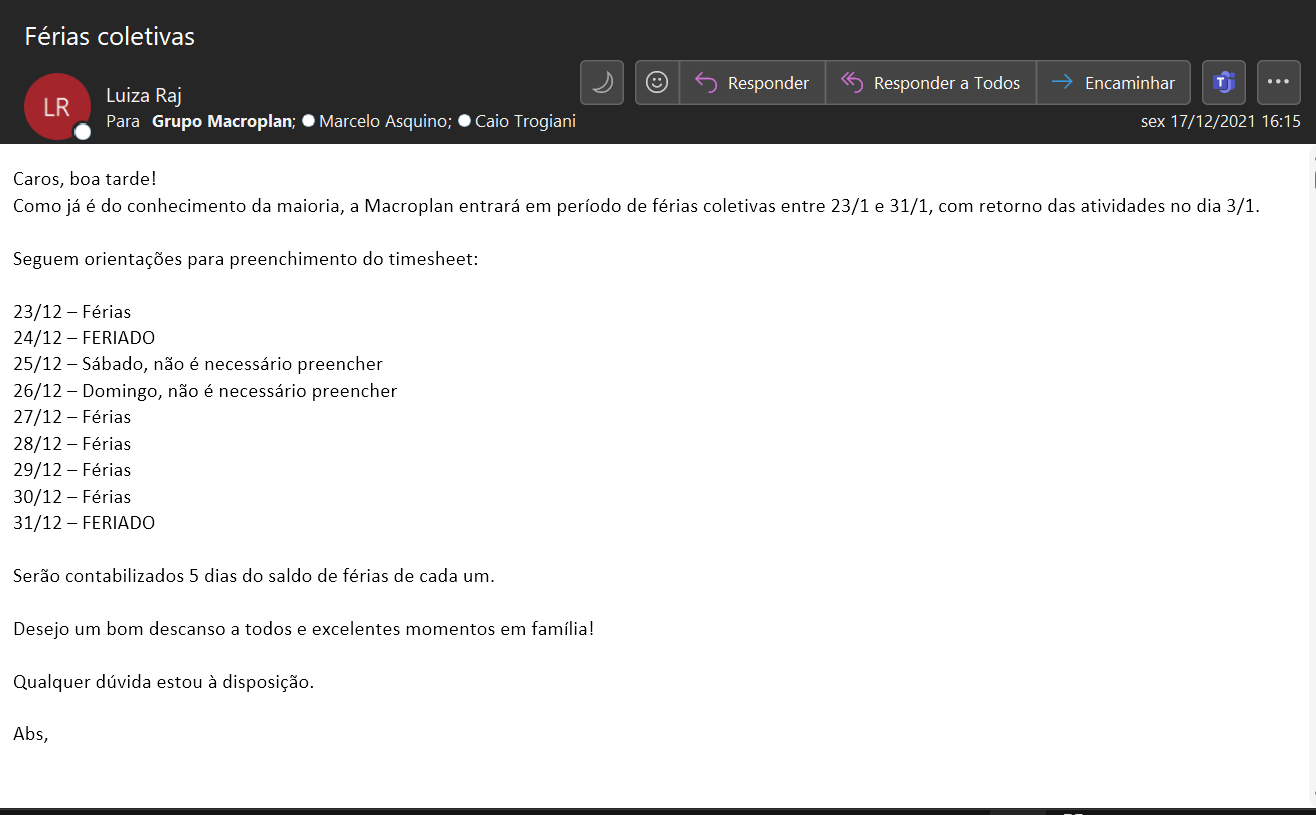 Férias coletivas
LR
Luiza Raj
Responder
Responder a Todos
Encaminhar
Para Grupo Macroplan; Marcelo Asquino; Caio Trogiani
sex 17/12/2021 16:15
Caros, boa tarde!
Como já é do conhecimento da maioria, a Macroplan entrará em período de férias coletivas entre 23/1 e 31/1, com retorno das atividades no dia 3/1.
Seguem orientações para preenchimento do timesheet:
23/12 – Férias
24/12 – FERIADO
25/12 – Sábado, não é necessário preencher
26/12 – Domingo, não é necessário preencher
27/12 – Férias
28/12 – Férias
29/12 – Férias
30/12 – Férias
31/12 – FERIADO
Serão contabilizados 5 dias do saldo de férias de cada um.
Desejo um bom descanso a todos e excelentes momentos em família!
Qualquer dúvida estou à disposição.
Abs,